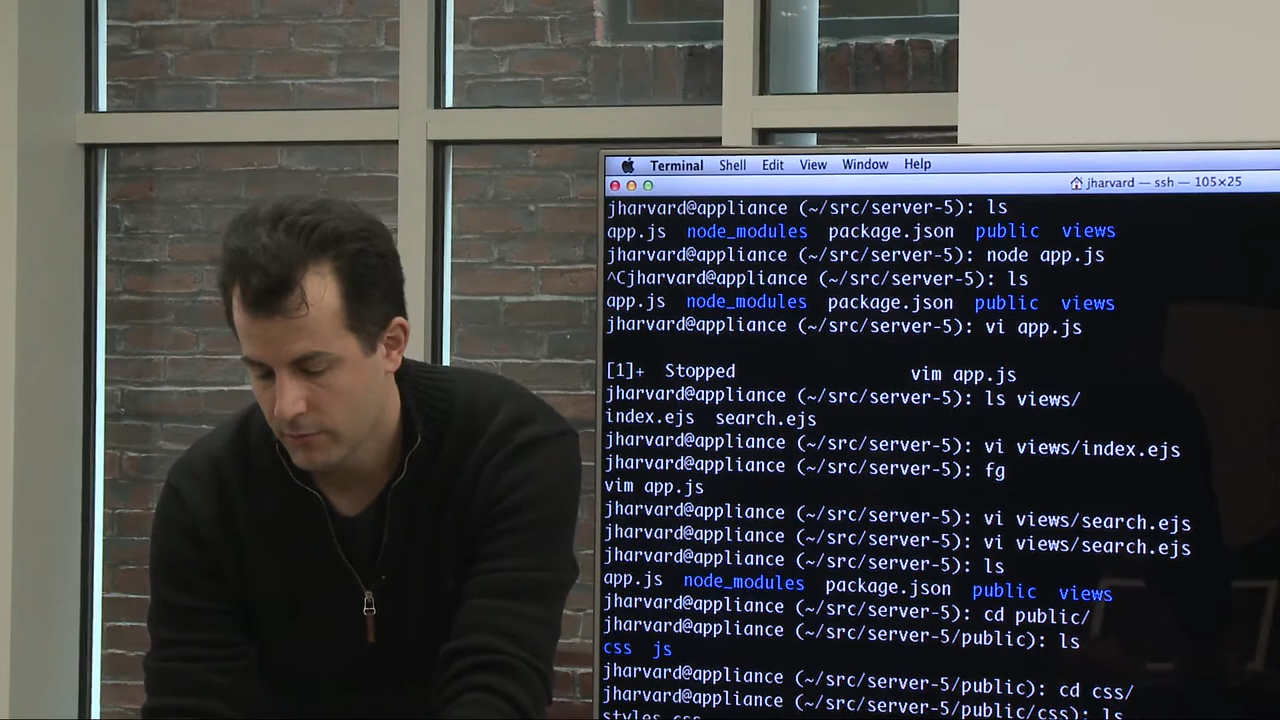 Terminal Shell Edit View Window Help
jharvard — ssh — 105×25
jharvard@appliance (~/src/server-5): ls
app.js node_modules package.json public views
jharvard@appliance (~/src/server-5): node app.js
^Cjharvard@appliance (~/src/server-5): ls
app.js node_modules package.json public views
jharvard@appliance (~/src/server-5): vi app.js
[1]+ Stopped vim app.js
jharvard@appliance (~/src/server-5): ls views/
index.ejs search.ejs
jharvard@appliance (~/src/server-5): vi views/index.ejs
jharvard@appliance (~/src/server-5): fg
vim app.js
jharvard@appliance (~/src/server-5): vi views/search.ejs
jharvard@appliance (~/src/server-5): vi views/search.ejs
jharvard@appliance (~/src/server-5): ls
app.js node_modules package.json public views
jharvard@appliance (~/src/server-5): cd public/
jharvard@appliance (~/src/server-5/public): ls
css js
jharvard@appliance (~/src/server-5/public): cd css/
jharvard@appliance (~/src/server-5/public/css): ls
styles.css